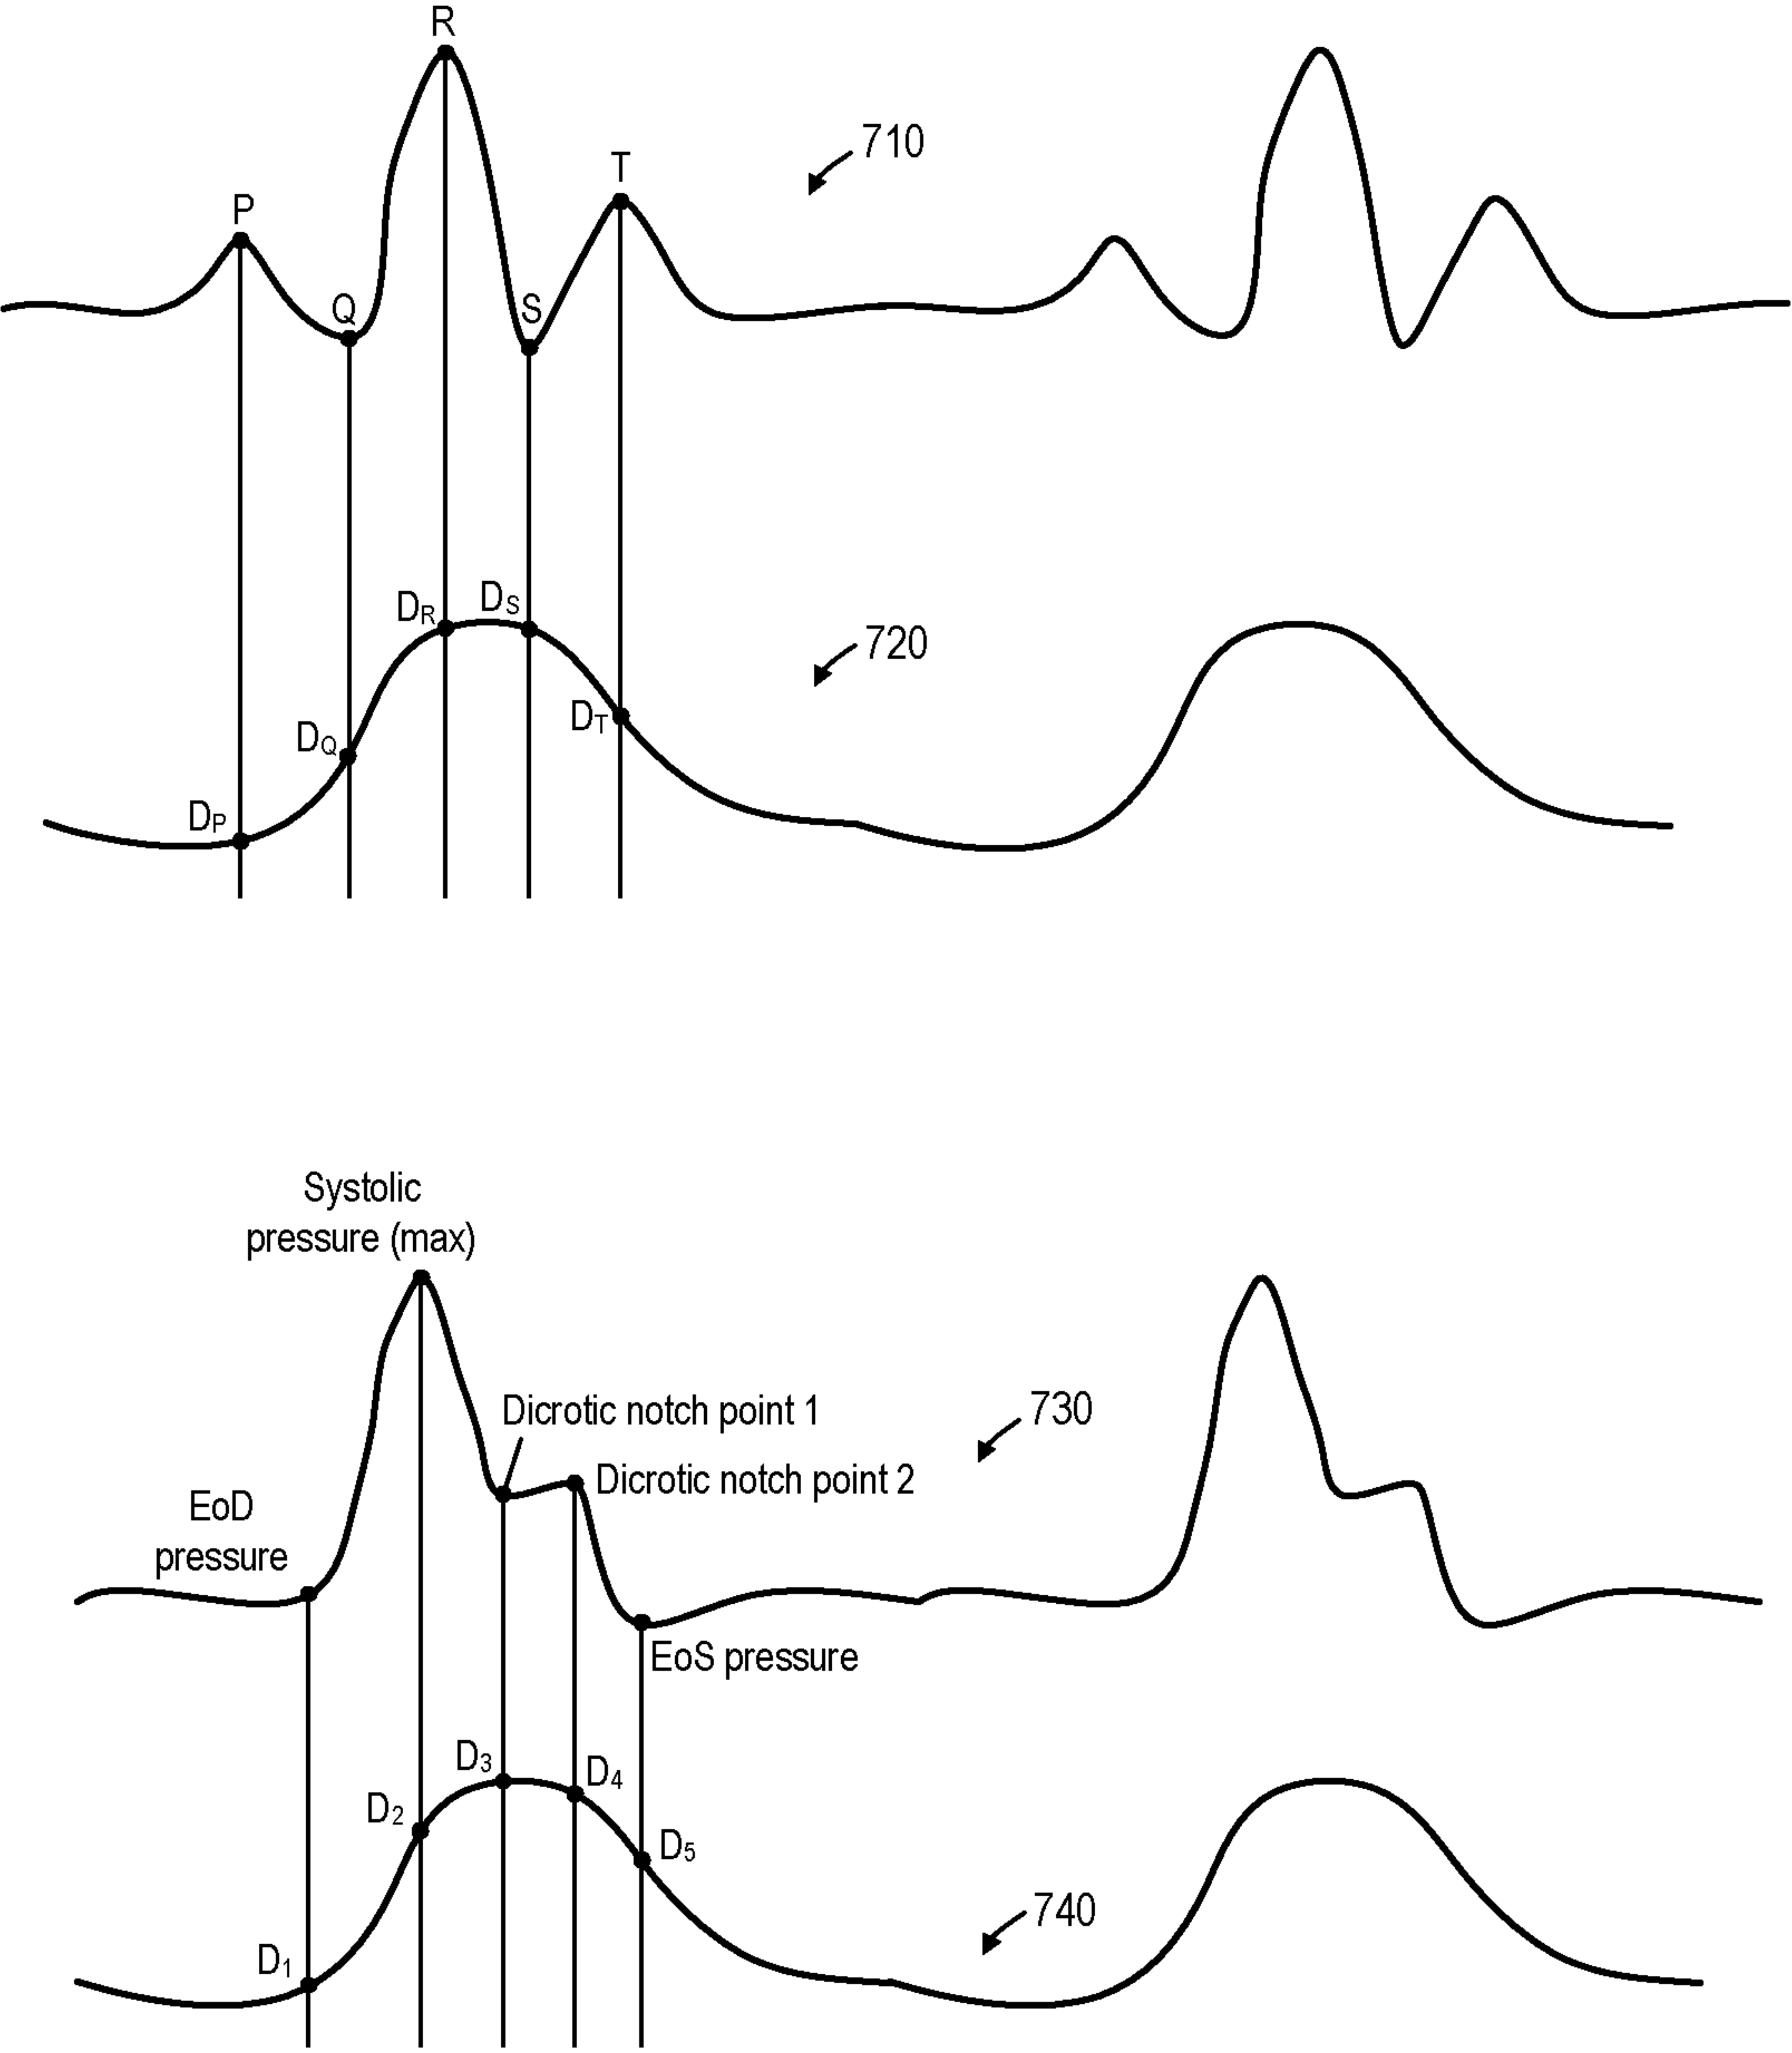 R
710
T
P
Q
S
DR
DS
720
DT
DQ
DP
Systolic
pressure (max)
Dicrotic notch point 1
730
Dicrotic notch point 2
EoD
pressure
EoS pressure
D3
D4
D2
D5
740
D1